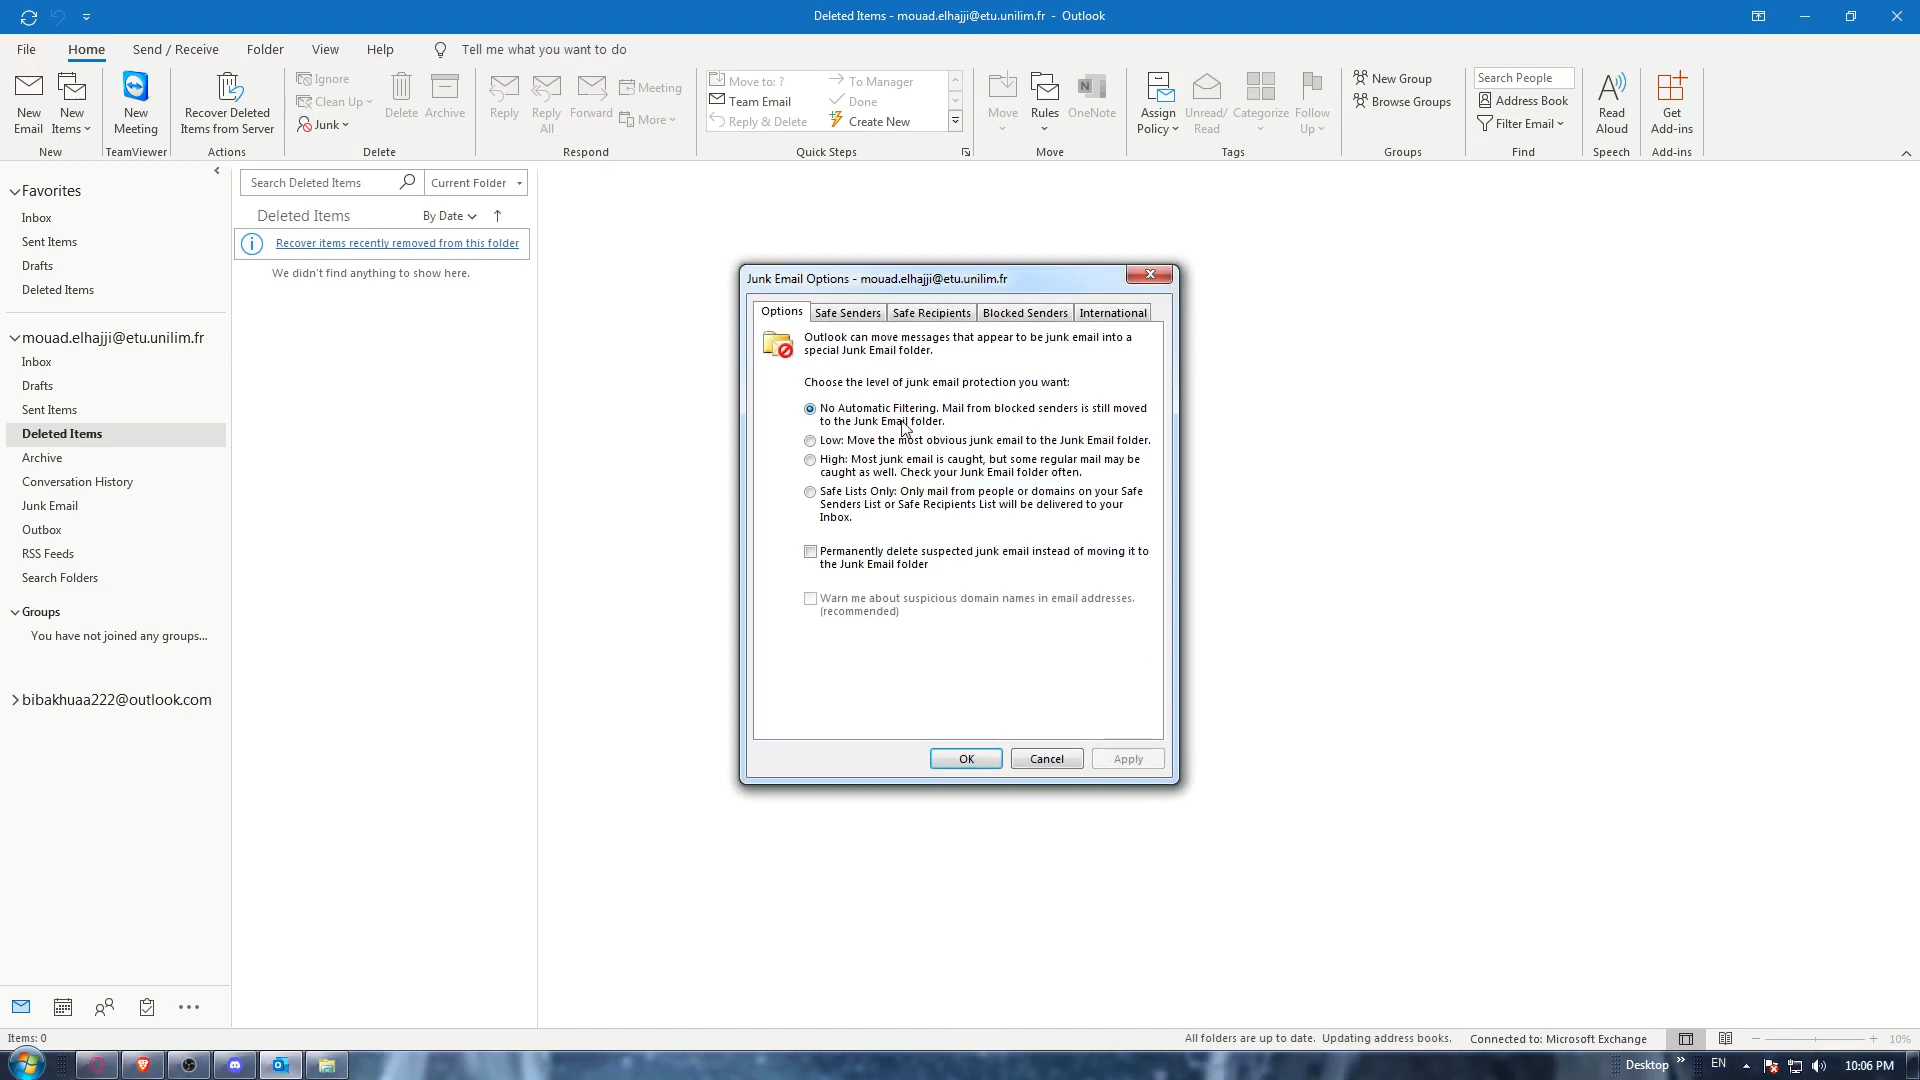 Deleted Items - mouad.elhajji@etu.unilim.fr - Outlook
File Home Send / Receive Folder View Help Tell me what you want to do
New Email
New Items
New
New Meeting
TeamViewer
Recover Deleted Items from Server
Actions
Ignore
Clean Up
Junk
Delete
Archive
Delete
Reply
Reply All
Forward
Meeting
More
Respond
Move to: ?
Team Email
Reply & Delete
To Manager
Done
Create New
Quick Steps
Move
Rules
OneNote
Move
Assign Policy
Unread/ Read
Categorize
Follow Up
Tags
New Group
Browse Groups
Groups
Search People
Address Book
Filter Email
Find
Read Aloud
Speech
Get Add-ins
Add-ins
Favorites
Inbox
Sent Items
Drafts
Deleted Items
mouad.elhajji@etu.unilim.fr
Inbox
Drafts
Sent Items
Deleted Items
Archive
Conversation History
Junk Email
Outbox
RSS Feeds
Search Folders
Groups
You have not joined any groups...
bibakhuaa222@outlook.com
Search Deleted Items Current Folder
Deleted Items By Date
Recover items recently removed from this folder
We didn't find anything to show here.
Junk Email Options - mouad.elhajji@etu.unilim.fr
Options Safe Senders Safe Recipients Blocked Senders International
Outlook can move messages that appear to be junk email into a
special Junk Email folder.
Choose the level of junk email protection you want:
No Automatic Filtering. Mail from blocked senders is still moved
to the Junk Email folder.
Low: Move the most obvious junk email to the Junk Email folder.
High: Most junk email is caught, but some regular mail may be
caught as well. Check your Junk Email folder often.
Safe Lists Only: Only mail from people or domains on your Safe
Senders List or Safe Recipients List will be delivered to your
Inbox.
Permanently delete suspected junk email instead of moving it to
the Junk Email folder
Warn me about suspicious domain names in email addresses.
(recommended)
OK Cancel Apply
Items: 0 All folders are up to date. Updating address books. Connected to: Microsoft Exchange 10%
Desktop EN 10:06 PM